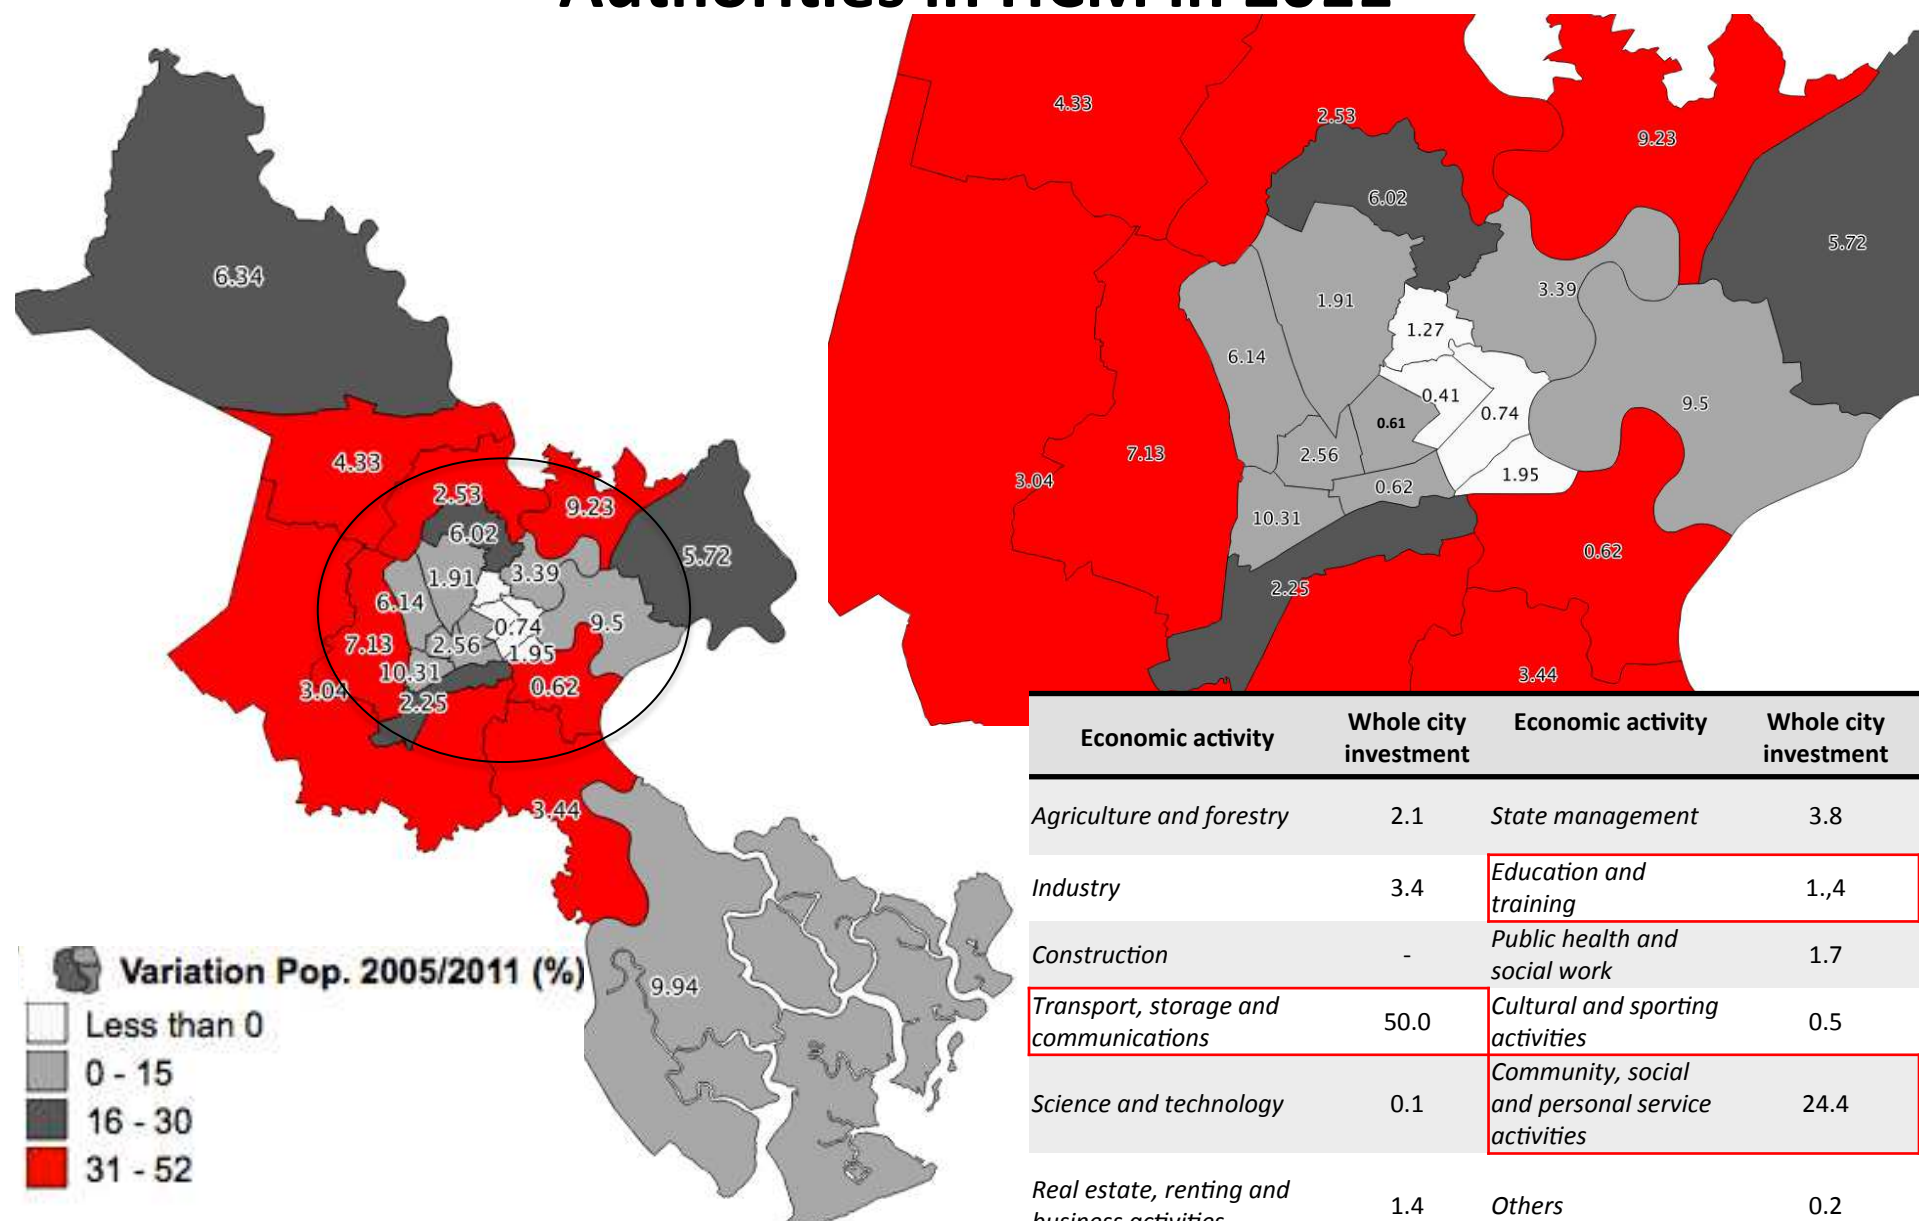 Authorities in HCM in 2011
6.34
4.33
2.53
9.23
6.02
5.72
1.91
3.39
6.14
0.74
9.5
7.13
2.56
1.95
10.31
3.04
0.62
2.25
3.44
9.94
4.33
2.53
9.23
6.02
5.72
1.91
3.39
1.27
6.14
0.41
0.74
9.5
0.61
7.13
2.56
3.04
1.95
0.62
10.31
0.62
2.25
3.44
Variation Pop. 2005/2011 (%)
Less than 0
0 - 15
16 - 30
31 - 52
Economic activity
Whole city
investment
Economic activity
Whole city
investment
Agriculture and forestry
2.1
State management
3.8
Industry
3.4
Education and
training
1.,4
Construction
-
Public health and
social work
1.7
Transport, storage and
communications
50.0
Cultural and sporting
activities
0.5
Science and technology
0.1
Community, social
and personal service
activities
24.4
Real estate, renting and
business activities
1.4
Others
0.2